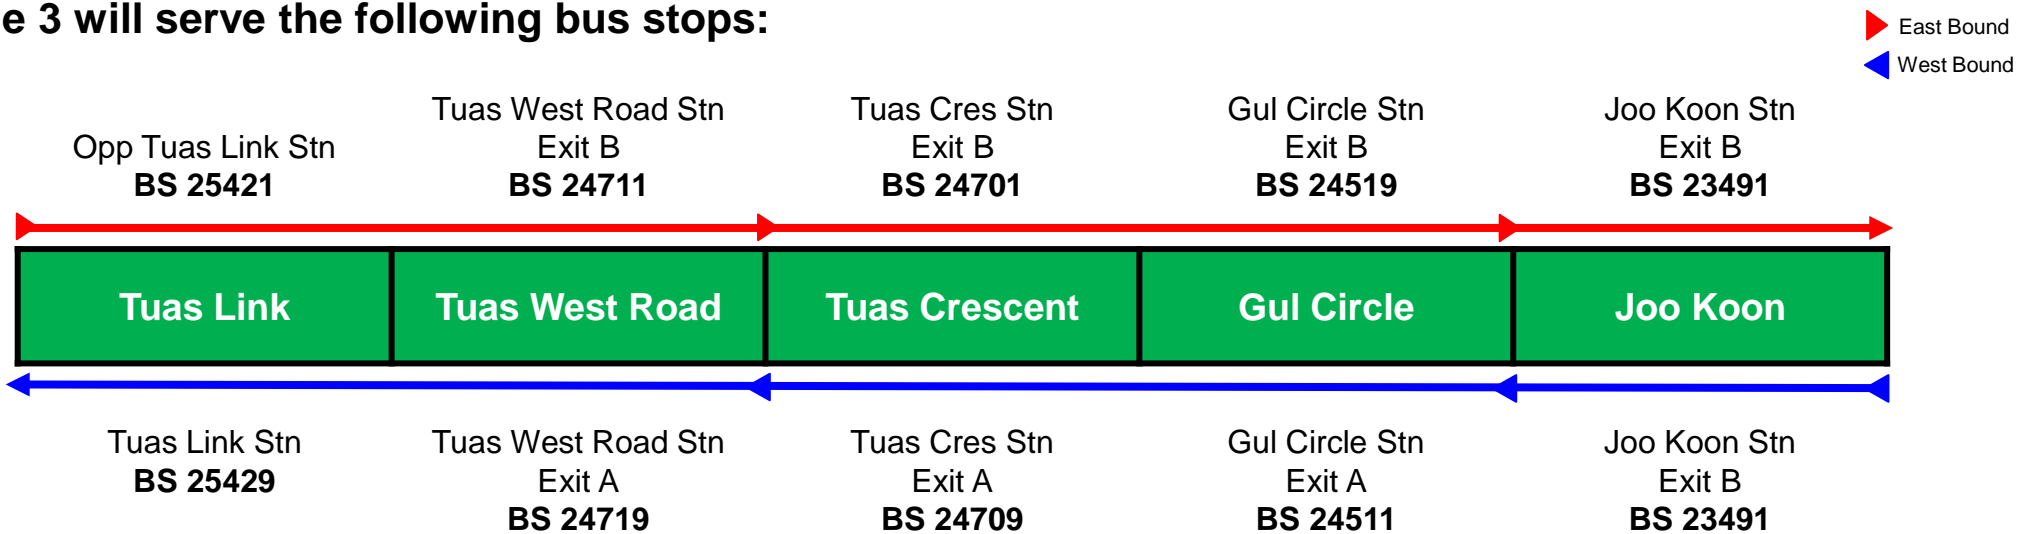 e 3 will serve the following bus stops:
East Bound
West Bound
Opp Tuas Link Stn
BS 25421
Tuas West Road Stn
Exit B
BS 24711
Tuas Cres Stn
Exit B
BS 24701
Gul Circle Stn
Exit B
BS 24519
Joo Koon Stn
Exit B
BS 23491
Tuas Link
Tuas West Road
Tuas Crescent
Gul Circle
Joo Koon
Tuas Link Stn
BS 25429
Tuas West Road Stn
Exit A
BS 24719
Tuas Cres Stn
Exit A
BS 24709
Gul Circle Stn
Exit A
BS 24511
Joo Koon Stn
Exit B
BS 23491